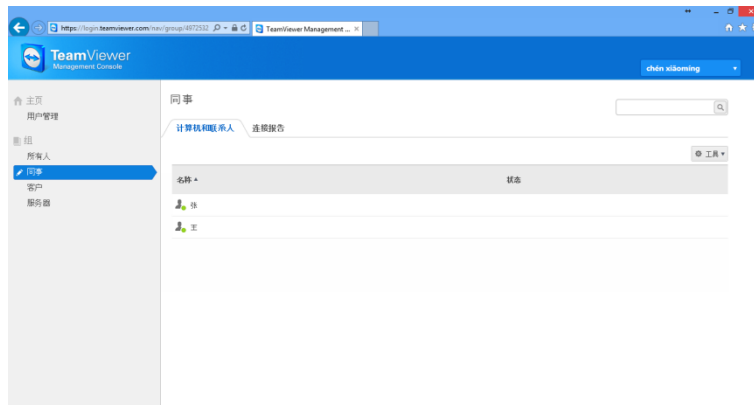 https://login.teamviewer.com/nav/group/4972532
TeamViewer Management ...
TeamViewer
Management Console
chén xiǎomíng
主页
用户管理
组
所有人
同事
客户
服务器
同事
计算机和联系人
连接报告
工具
名称
状态
张
王